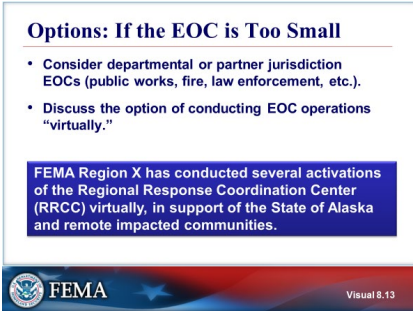 Options: If the EOC is Too Small
• Consider departmental or partner jurisdiction
EOCs (public works, fire, law enforcement, etc.).
• Discuss the option of conducting EOC operations
“virtually.”
FEMA Region X has conducted several activations
of the Regional Response Coordination Center
(RRCC) virtually, in support of the State of Alaska
and remote impacted communities.
FEMA
Visual 8.13